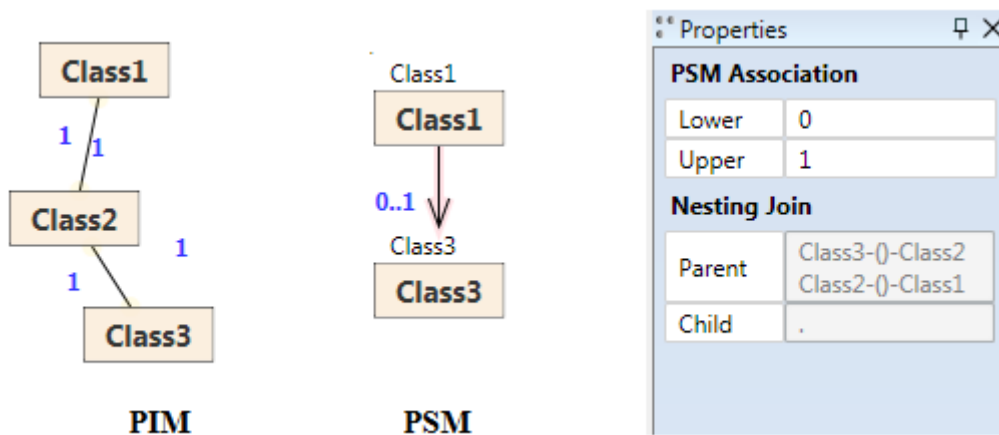 Class1
1
1
Class2
1
1
Class3
PIM
Class1
Class1
0..1
Class3
Class3
PSM
Properties
PSM Association
Lower 0
Upper 1
Nesting Join
Parent Class3-()-Class2
Class2-()-Class1
Child .